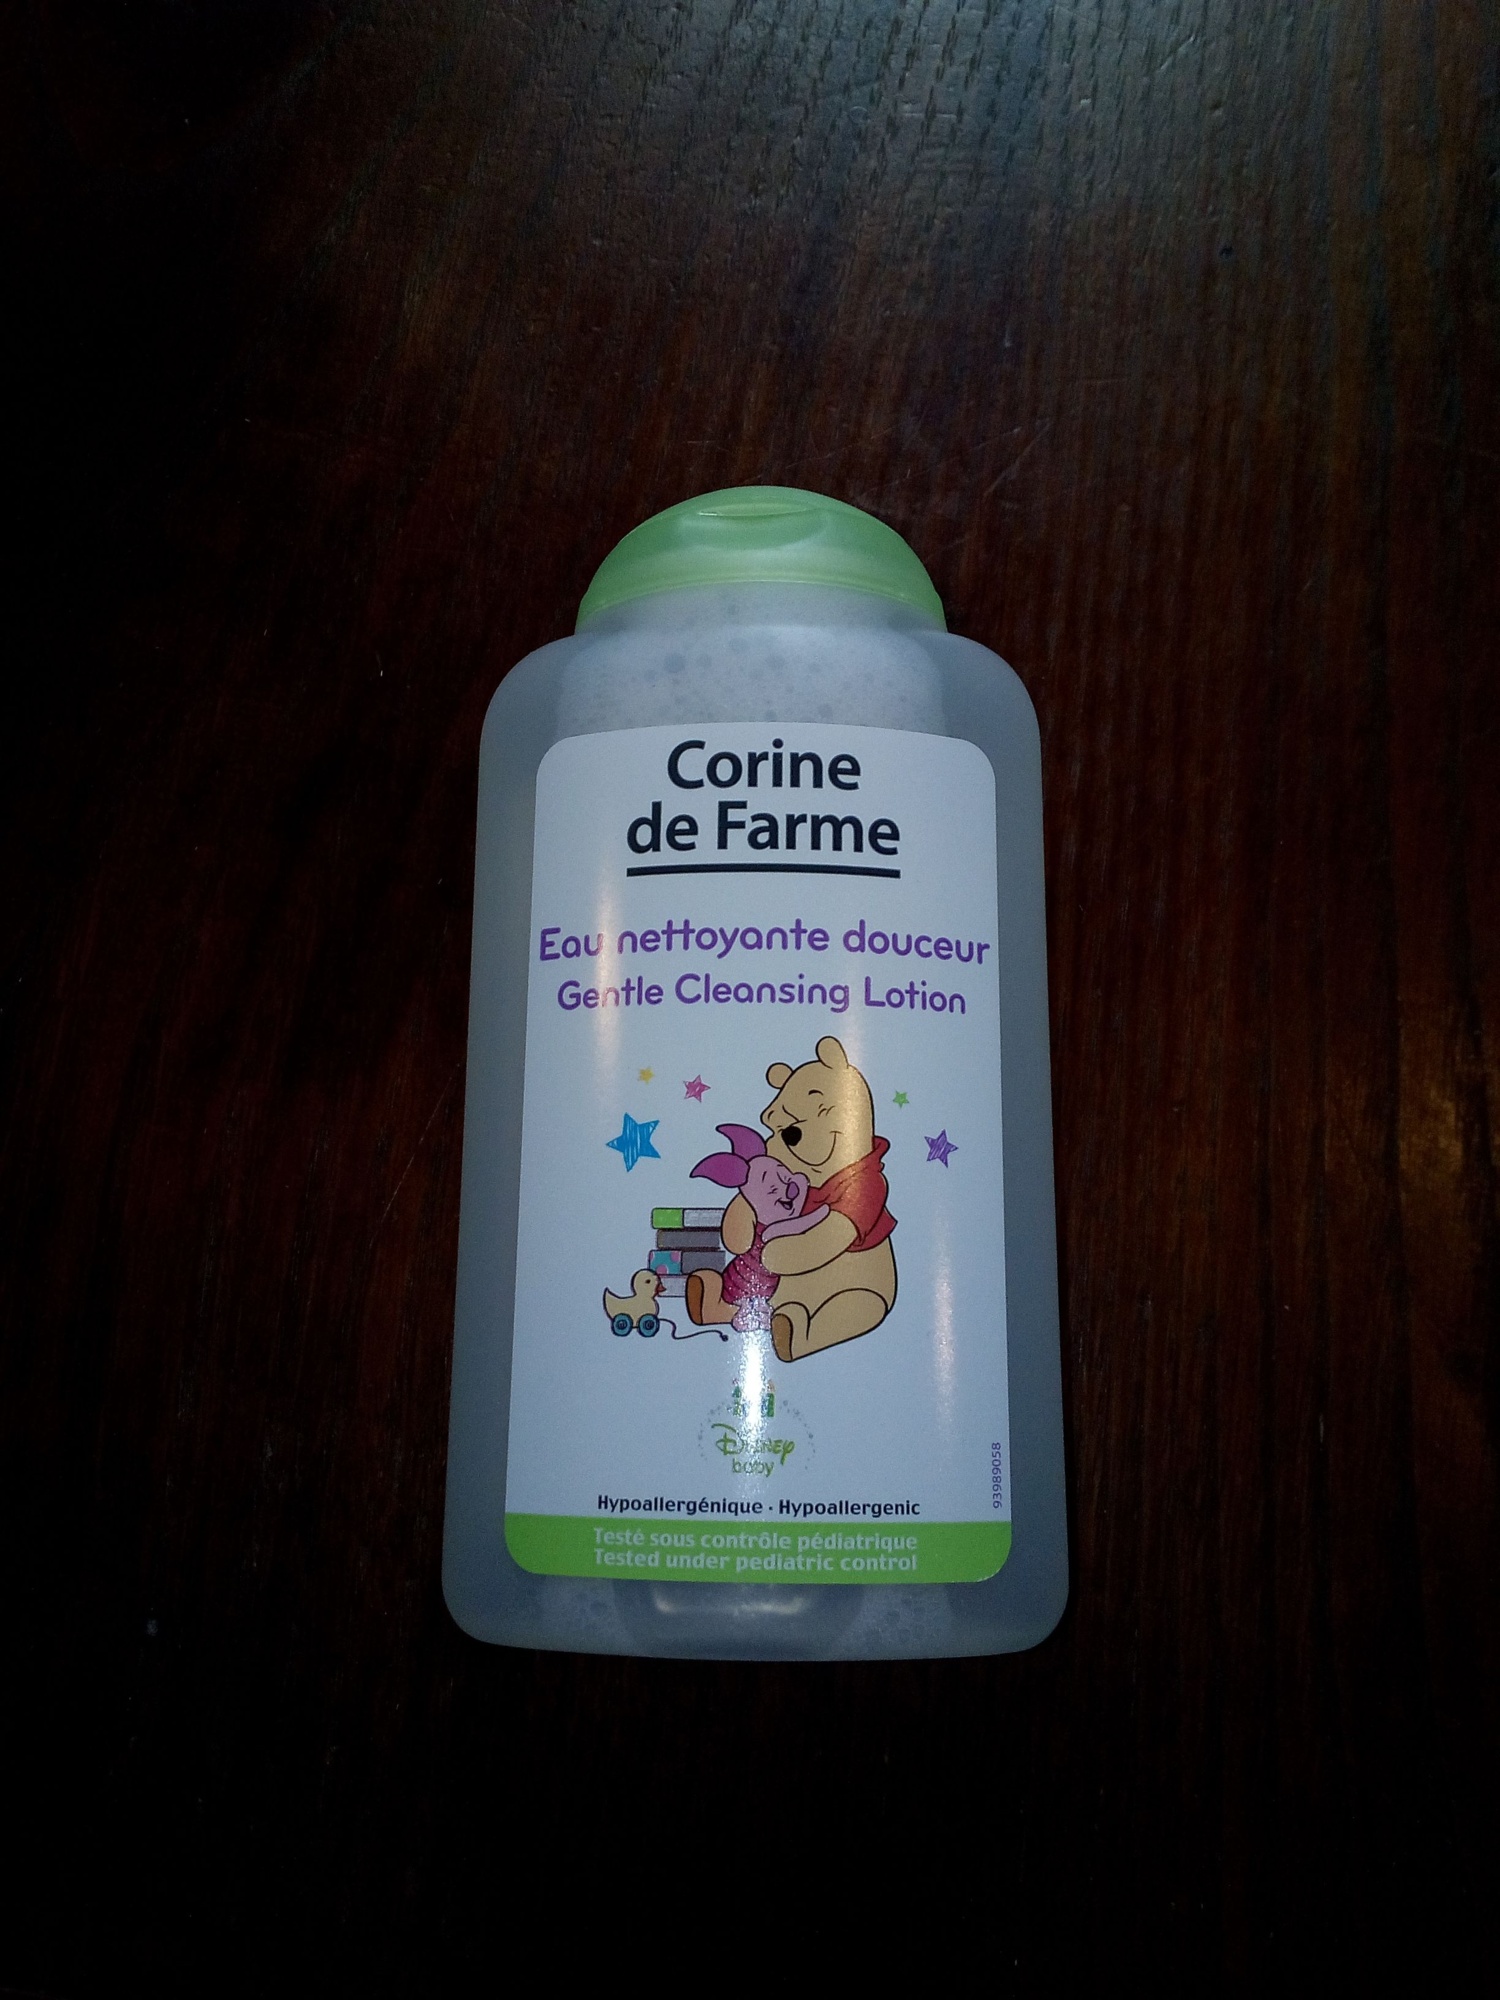 Corine
de Farme
Eau nettoyante douceur
Gentle Cleansing Lotion
Disney
baby
93989058
Hypoallergénique · Hypoallergenic
Testé sous contrôle pédiatrique
Tested under pediatric control